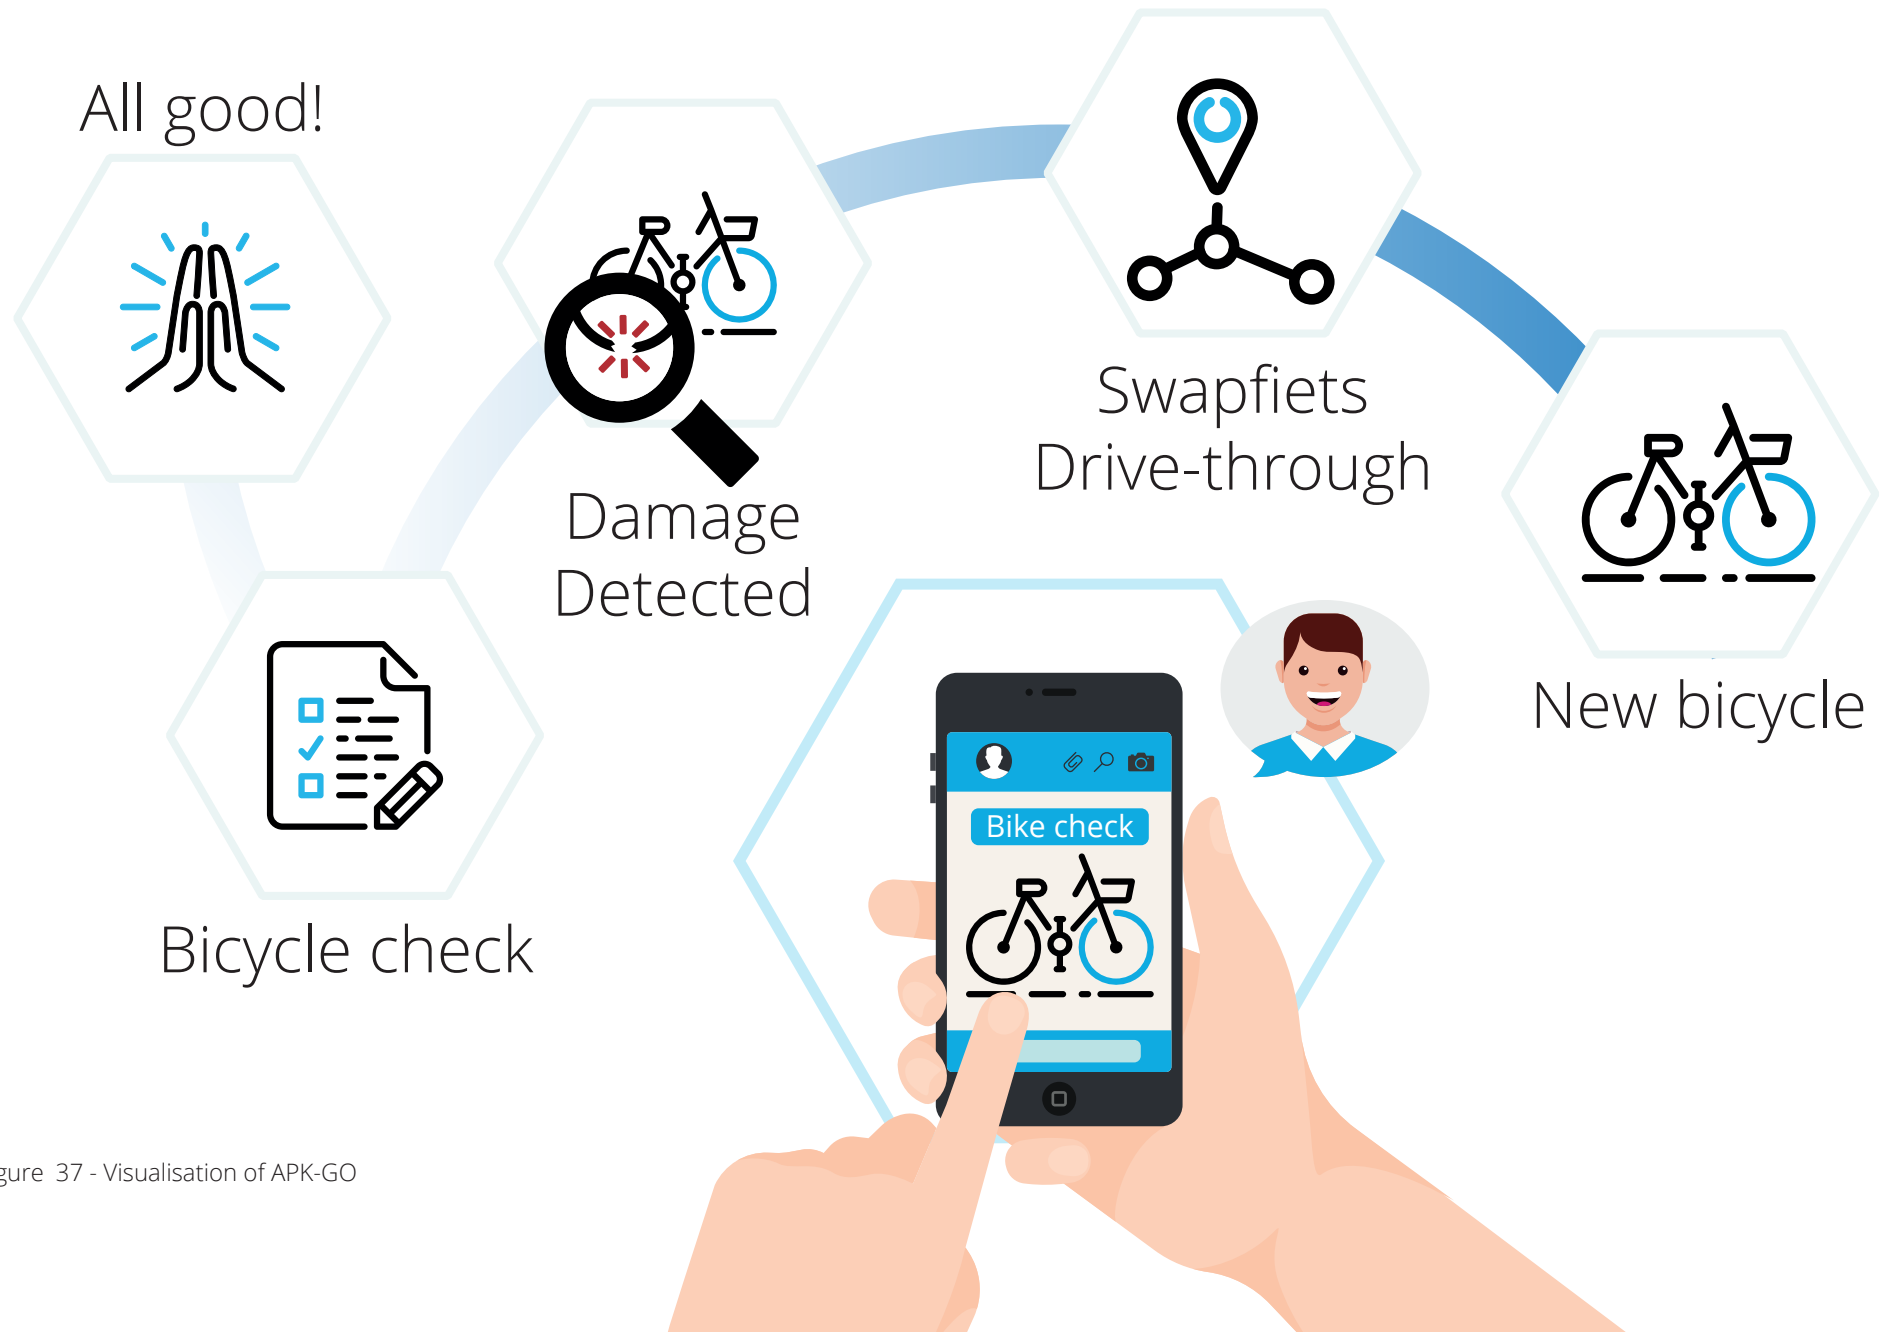 All good!
Damage
Detected
Swapfiets
Drive-through
New bicycle
Bicycle check
Bike check
gure 37 - Visualisation of APK-GO